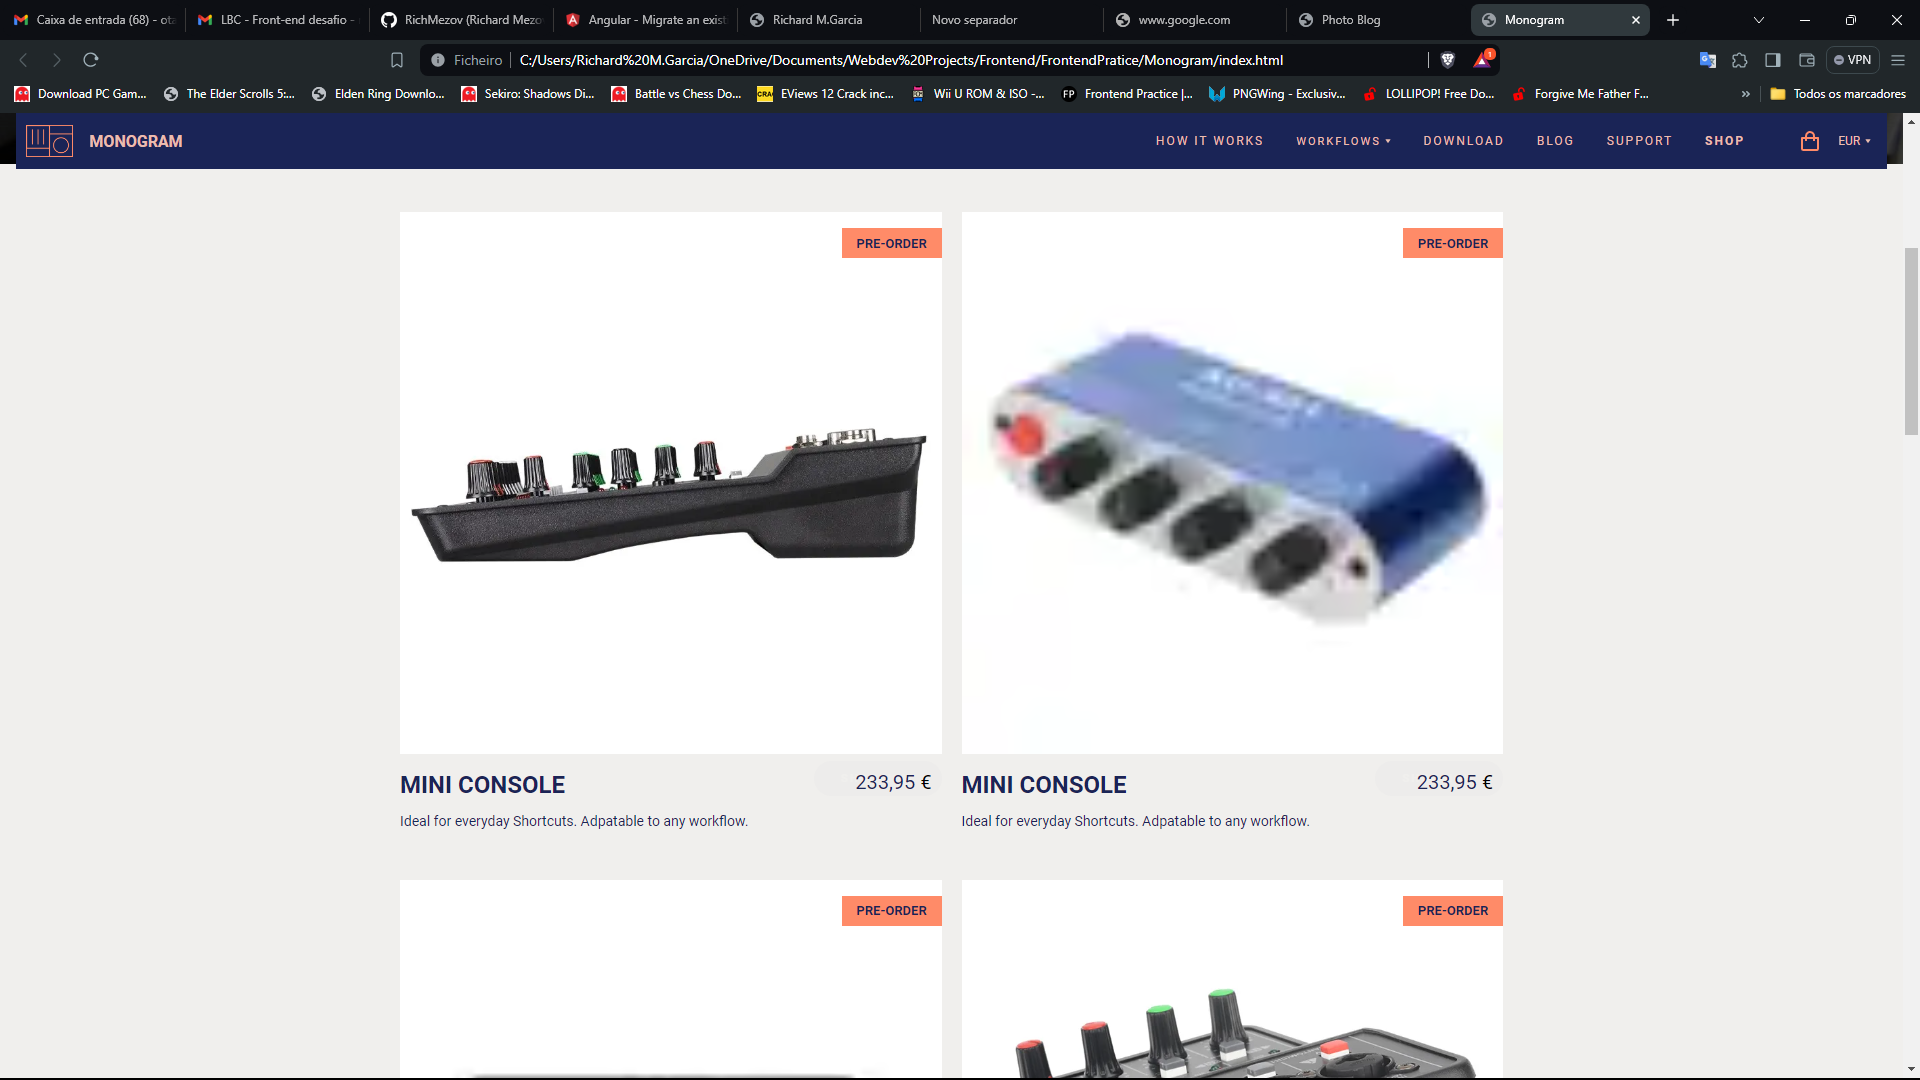 Caixa de entrada (68) - ota
LBC - Front-end desafio -
RichMezov (Richard Mezo
Angular - Migrate an exist
Richard M.Garcia
Novo separador
www.google.com
Photo Blog
Monogram
Ficheiro
C:/Users/Richard%20M.Garcia/OneDrive/Documents/Webdev%20Projects/Frontend/FrontendPratice/Monogram/index.html
1
VPN
Download PC Gam...
The Elder Scrolls 5:...
Elden Ring Downlo...
Sekiro: Shadows Di...
Battle vs Chess Do...
CRA
EViews 12 Crack inc...
Wii U ROM & ISO -...
FP
Frontend Practice |...
PNGWing - Exclusiv...
LOLLIPOP! Free Do...
Forgive Me Father F...
»
Todos os marcadores
MONOGRAM
HOW IT WORKS
WORKFLOWS
DOWNLOAD
BLOG
SUPPORT
SHOP
EUR
PRE-ORDER
PRE-ORDER
MINI CONSOLE
233,95 €
MINI CONSOLE
233,95 €
Ideal for everyday Shortcuts. Adpatable to any workflow.
Ideal for everyday Shortcuts. Adpatable to any workflow.
PRE-ORDER
PRE-ORDER